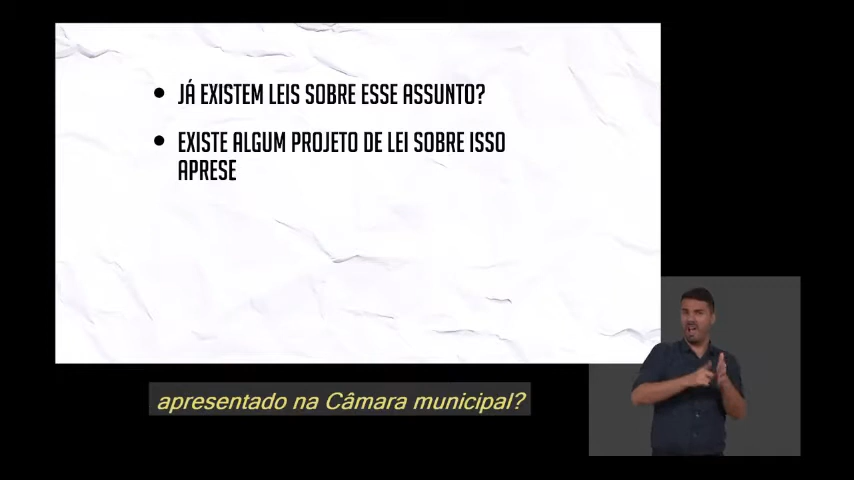 • JÁ EXISTEM LEIS SOBRE ESSE ASSUNTO?
• EXISTE ALGUM PROJETO DE LEI SOBRE ISSO
APRESE
apresentado na Câmara municipal?